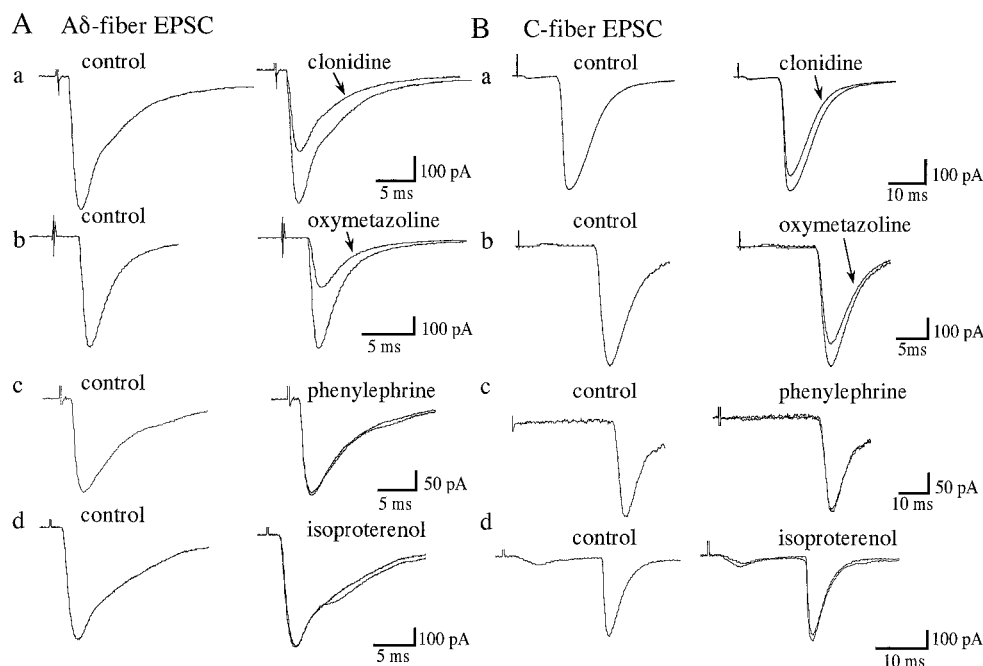 A Aδ-fiber EPSC
a control clonidine
100 pA
5 ms
b control oxymetazoline
100 pA
5 ms
c control phenylephrine
50 pA
5 ms
d control isoproterenol
100 pA
5 ms
B C-fiber EPSC
a control clonidine
100 pA
10 ms
b control oxymetazoline
100 pA
5ms
c control phenylephrine
50 pA
10 ms
d control isoproterenol
100 pA
10 ms